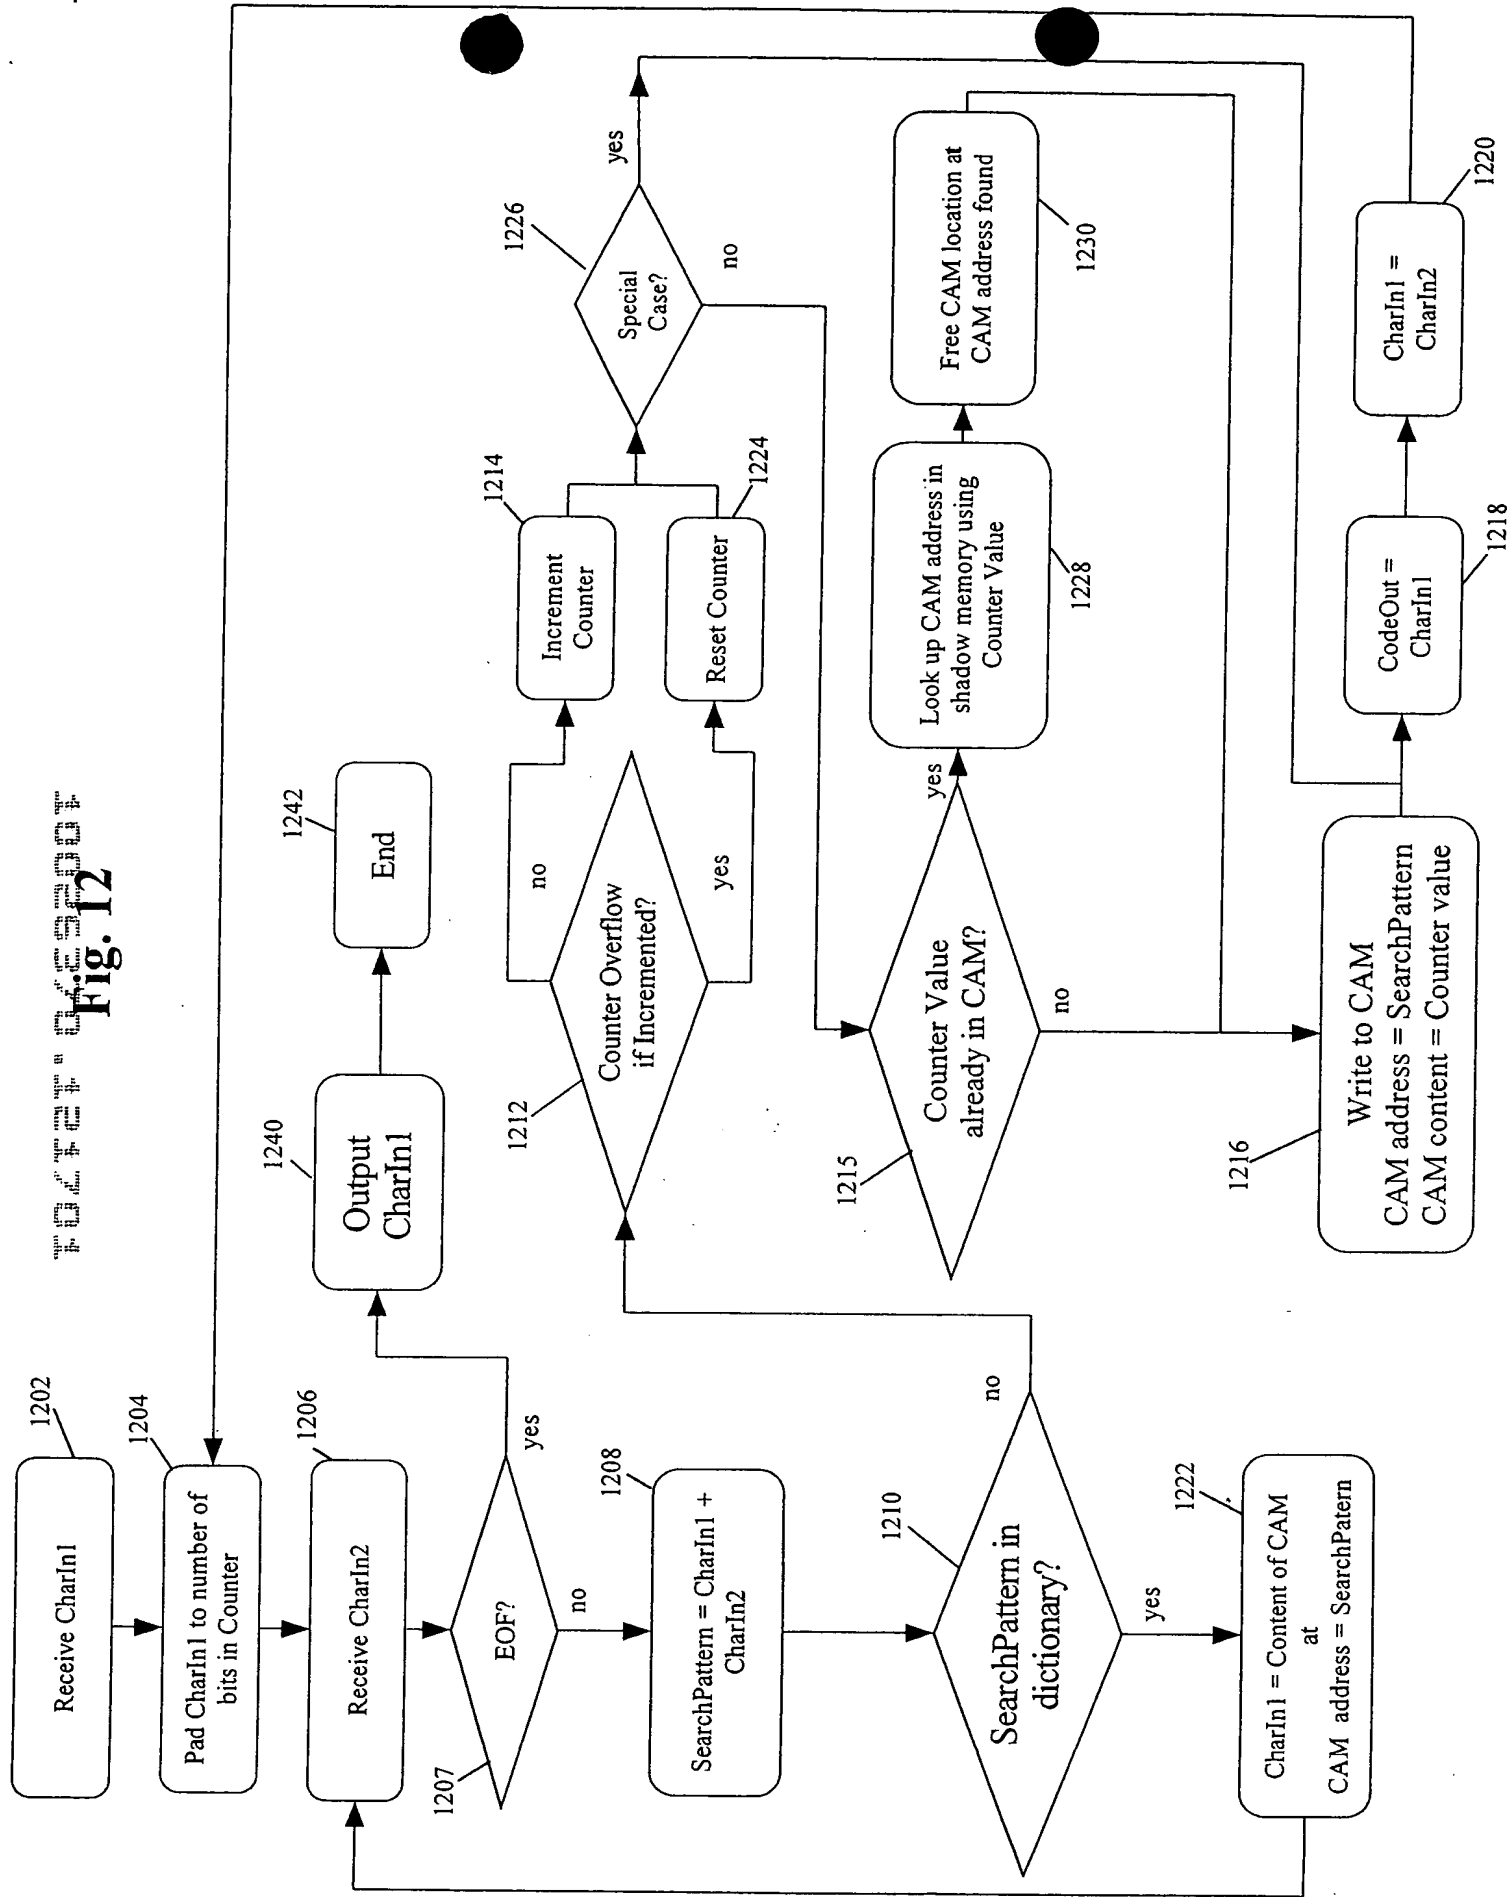 Fig. 12
1202
Receive CharIn1
1204
Pad CharIn1 to number of
bits in Counter
1206
Receive CharIn2
1207
EOF?
yes
no
1240
Output
CharIn1
1242
End
1208
SearchPattern = CharIn1 +
CharIn2
1210
SearchPattern in
dictionary?
no
yes
1222
CharIn1 = Content of CAM
at
CAM address = SearchPatern
1212
Counter Overflow
if Incremented?
no
yes
1214
Increment
Counter
1224
Reset Counter
1226
Special
Case?
yes
no
1215
Counter Value
already in CAM?
yes
no
1228
Look up CAM address in
shadow memory using
Counter Value
1230
Free CAM location at
CAM address found
1216
Write to CAM
CAM address = SearchPattern
CAM content = Counter value
1218
CodeOut =
CharIn1
1220
CharIn1 =
CharIn2